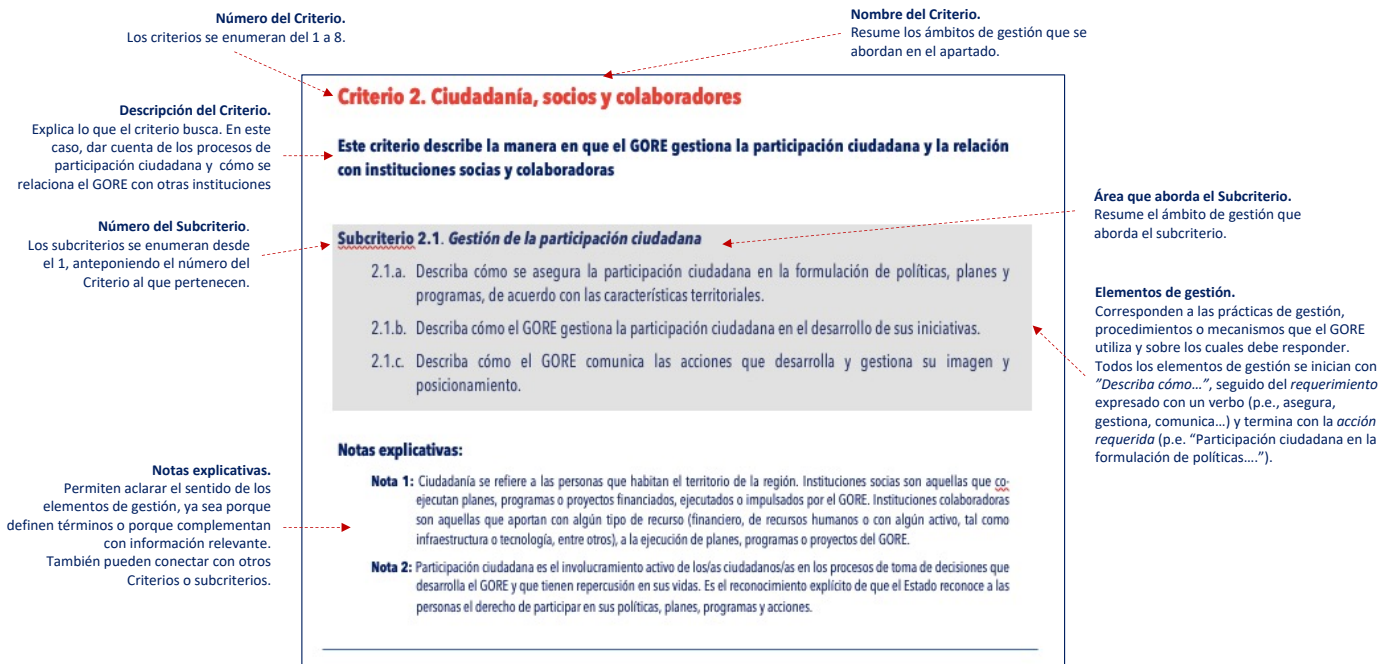 Número del Criterio.
Los criterios se enumeran del 1 a 8.
Nombre del Criterio.
Resume los ámbitos de gestión que se
abordan en el apartado.
Descripción del Criterio.
Explica lo que el criterio busca. En este
caso, dar cuenta de los procesos de
participación ciudadana y cómo se
relaciona el GORE con otras instituciones
Número del Subcriterio.
Los subcriterios se enumeran desde
el 1, anteponiendo el número del
Criterio al que pertenecen.
Notas explicativas.
Permiten aclarar el sentido de los
elementos de gestión, ya sea porque
definen términos o porque complementan
con información relevante.
También pueden conectar con otros
Criterios o subcriterios.
Criterio 2. Ciudadanía, socios y colaboradores
Este criterio describe la manera en que el GORE gestiona la participación ciudadana y la relación
con instituciones socias y colaboradoras
Subcriterio 2.1. Gestión de la participación ciudadana
2.1.a. Describa cómo se asegura la participación ciudadana en la formulación de políticas, planes y
programas, de acuerdo con las características territoriales.
2.1.b. Describa cómo el GORE gestiona la participación ciudadana en el desarrollo de sus iniciativas.
2.1.c. Describa cómo el GORE comunica las acciones que desarrolla y gestiona su imagen y
posicionamiento.
Notas explicativas:
Nota 1: Ciudadanía se refiere a las personas que habitan el territorio de la región. Instituciones socias son aquellas que co-
ejecutan planes, programas o proyectos financiados, ejecutados o impulsados por el GORE. Instituciones colaboradoras
son aquellas que aportan con algún tipo de recurso (financiero, de recursos humanos o con algún activo, tal como
infraestructura o tecnología, entre otros), a la ejecución de planes, programas o proyectos del GORE.
Nota 2: Participación ciudadana es el involucramiento activo de los/as ciudadanos/as en los procesos de toma de decisiones que
desarrolla el GORE y que tienen repercusión en sus vidas. Es el reconocimiento explícito de que el Estado reconoce a las
personas el derecho de participar en sus políticas, planes, programas y acciones.
Área que aborda el Subcriterio.
Resume el ámbito de gestión que
aborda el subcriterio.
Elementos de gestión.
Corresponden a las prácticas de gestión,
procedimientos o mecanismos que el GORE
utiliza y sobre los cuales debe responder.
Todos los elementos de gestión se inician con
"Describa cómo…", seguido del requerimiento
expresado con un verbo (p.e., asegura,
gestiona, comunica…) y termina con la acción
requerida (p.e. "Participación ciudadana en la
formulación de políticas….").